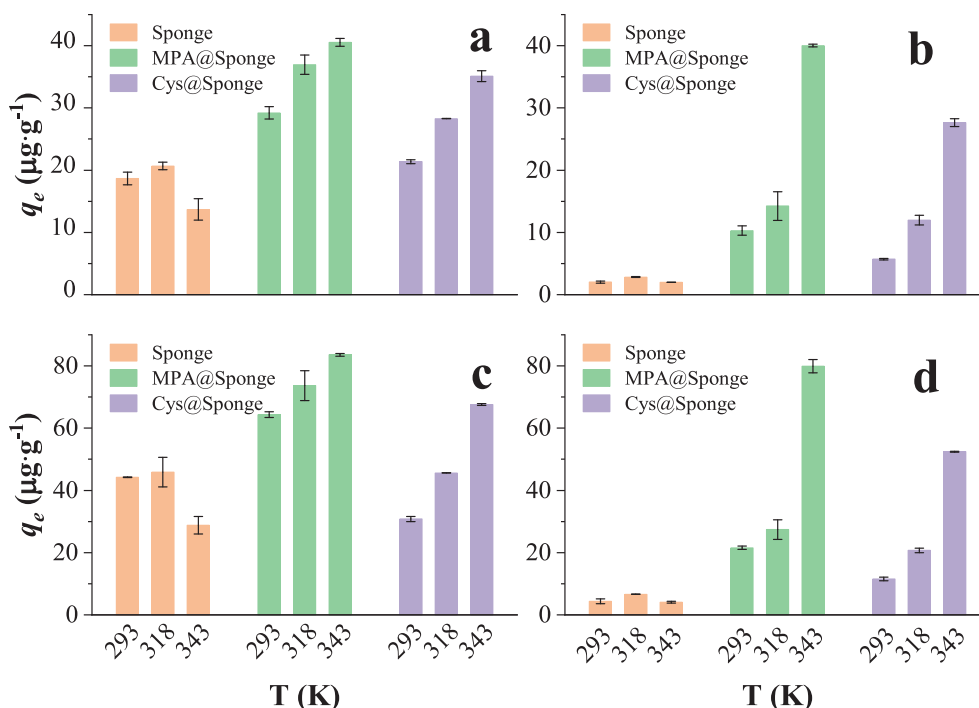 Sponge
MPA@Sponge
Cys@Sponge
a
40
30
20
10
0
qₑ (μg·g⁻¹)
Sponge
MPA@Sponge
Cys@Sponge
b
40
30
20
10
0
Sponge
MPA@Sponge
Cys@Sponge
c
80
60
40
20
0
qₑ (μg·g⁻¹)
293 318 343 293 318 343 293 318 343
T (K)
Sponge
MPA@Sponge
Cys@Sponge
d
80
60
40
20
0
293 318 343 293 318 343 293 318 343
T (K)